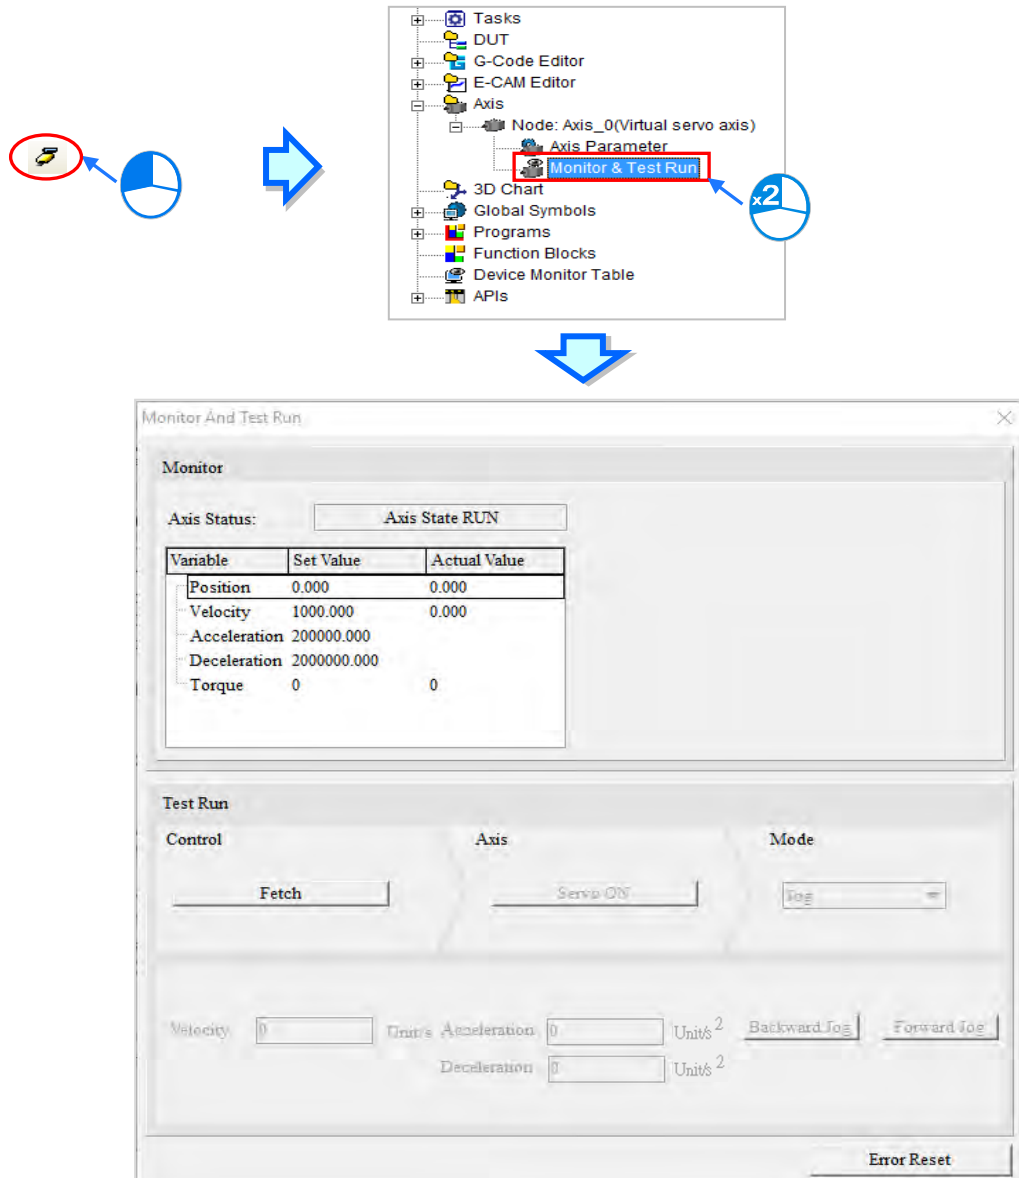 Tasks
DUT
G-Code Editor
E-CAM Editor
Axis
Node: Axis_0(Virtual servo axis)
Axis Parameter
Monitor & Test Run
x2
3D Chart
Global Symbols
Programs
Function Blocks
Device Monitor Table
APIs
Monitor And Test Run
Monitor
Axis Status: Axis State RUN
Variable Set Value Actual Value
Position 0.000 0.000
Velocity 1000.000 0.000
Acceleration 200000.000
Deceleration 2000000.000
Torque 0 0
Test Run
Control Axis Mode
Fetch Servo ON Jog
Velocity 0 Unit/s Acceleration 0 Unit/s 2 Backward Jog Forward Jog
Deceleration 0 Unit/s 2
Error Reset